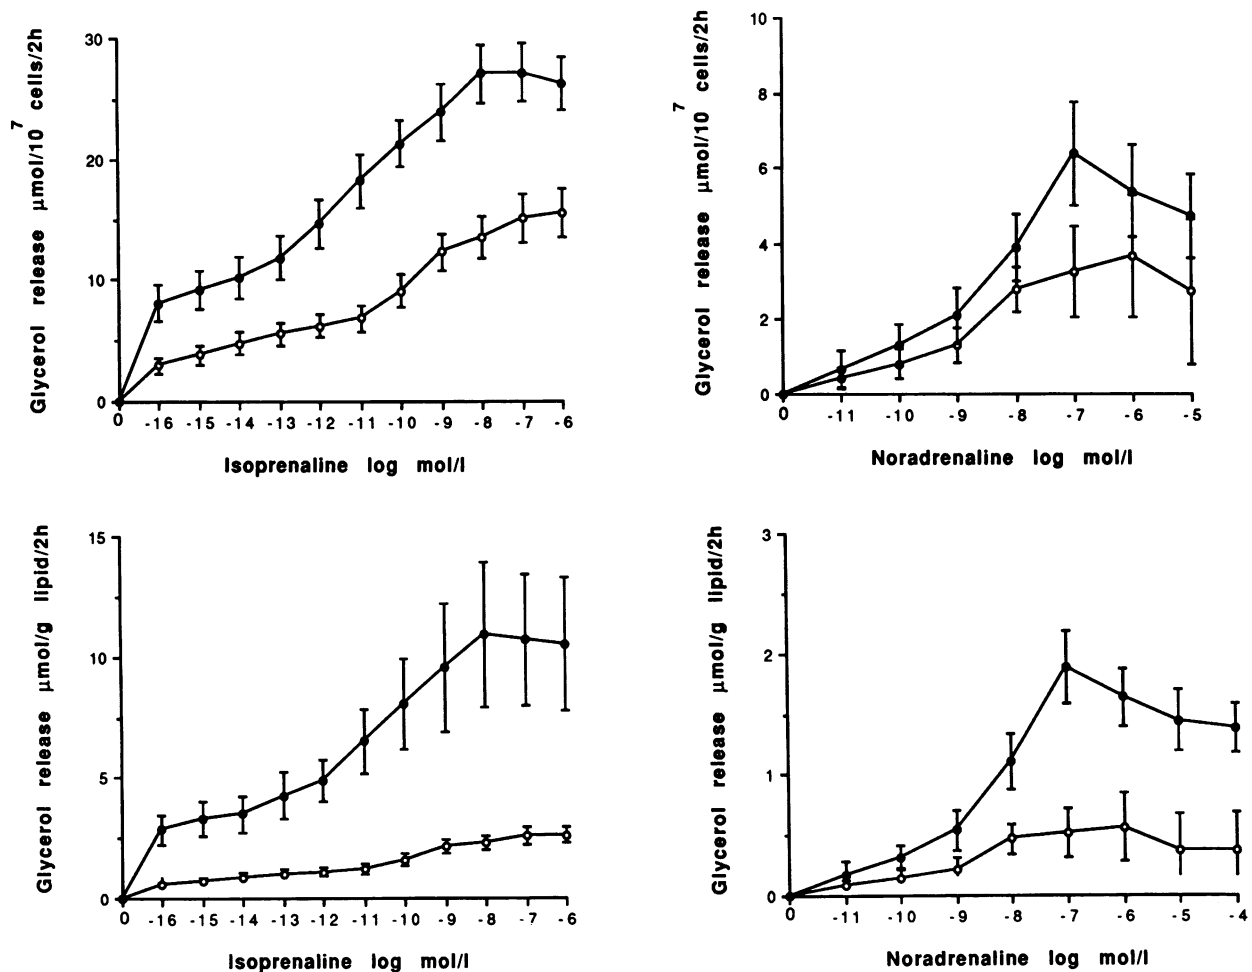 Glycerol release μmol/10⁷ cells/2h
30
20
10
0
0 -16 -15 -14 -13 -12 -11 -10 -9 -8 -7 -6
Isoprenaline log mol/l
Glycerol release μmol/10⁷ cells/2h
10
8
6
4
2
0
0 -11 -10 -9 -8 -7 -6 -5
Noradrenaline log mol/l
Glycerol release μmol/g lipid/2h
15
10
5
0
0 -16 -15 -14 -13 -12 -11 -10 -9 -8 -7 -6
Isoprenaline log mol/l
Glycerol release μmol/g lipid/2h
3
2
1
0
0 -11 -10 -9 -8 -7 -6 -5 -4
Noradrenaline log mol/l